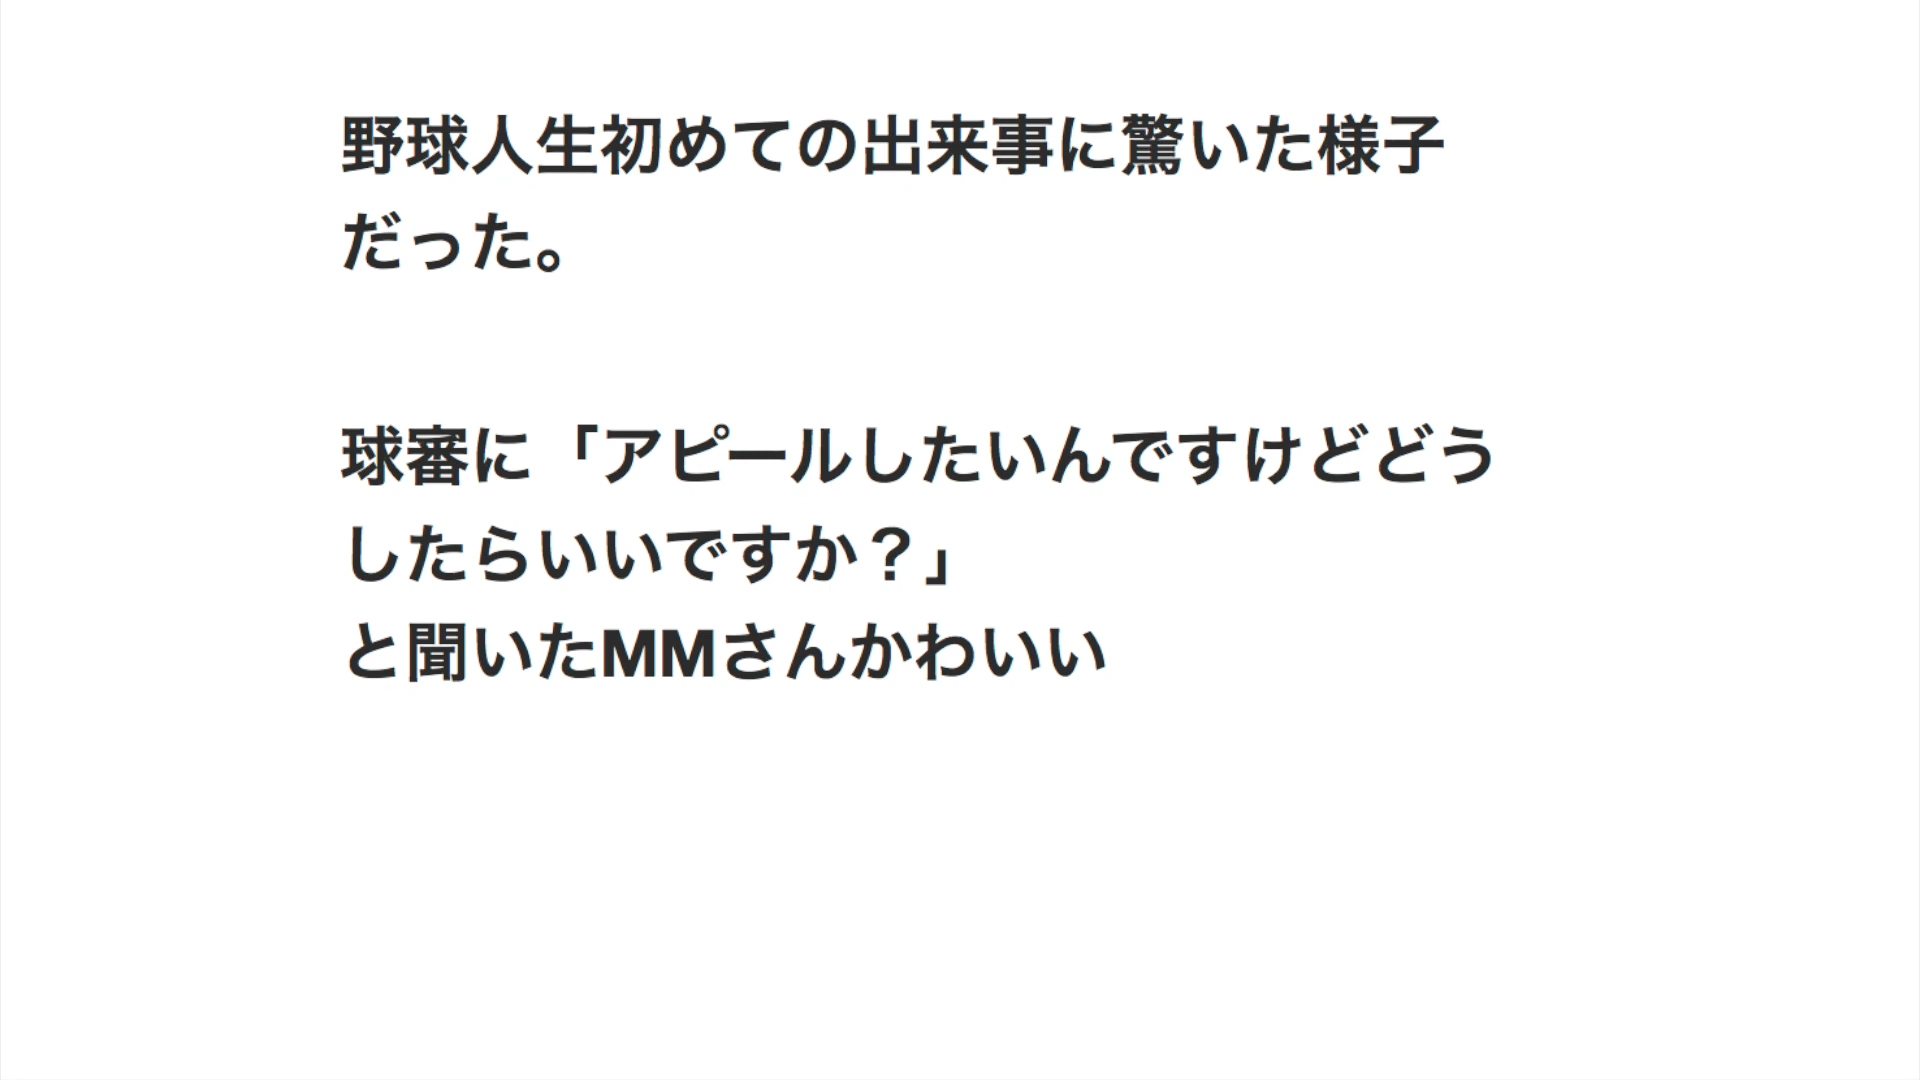 野球人生初めての出来事に驚いた様子
だった。
球審に「アピールしたいんですけどどう
したらいいですか？」
と聞いたMMさんかわいい